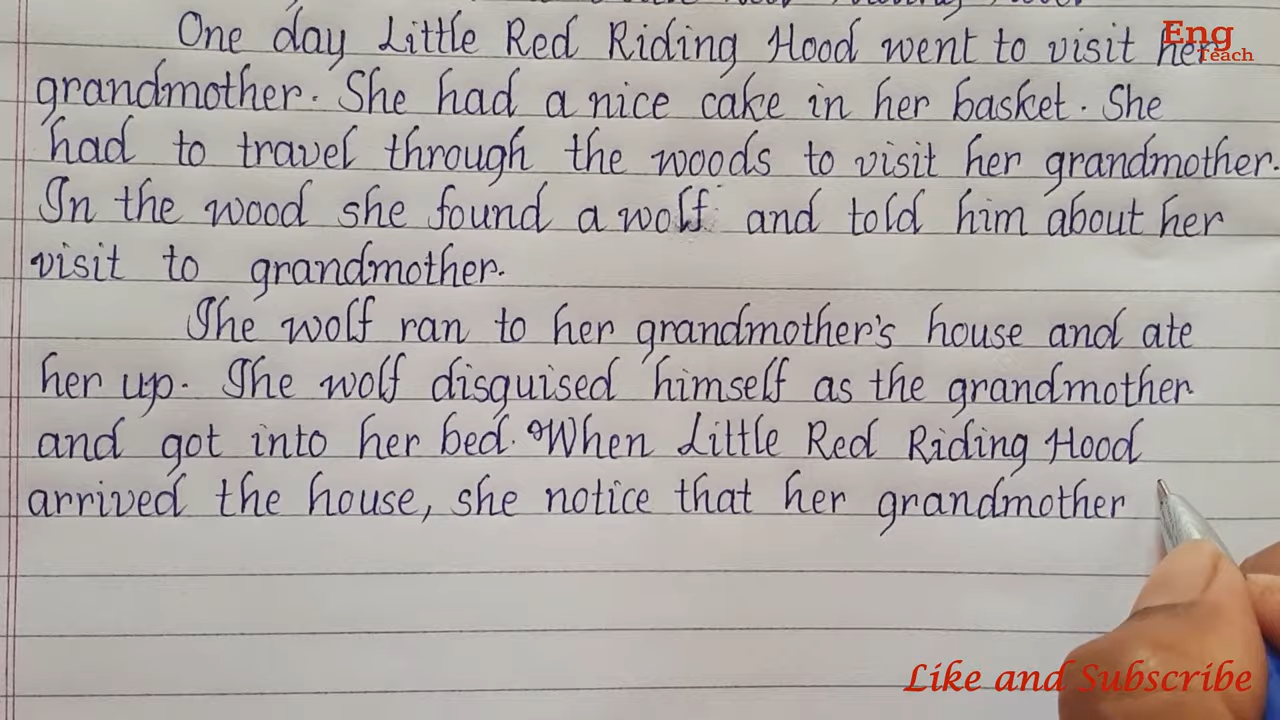 One day Little Red Riding Hood went to visit her
grandmother. She had a nice cake in her basket. She
had to travel through the woods to visit her grandmother.
In the wood she found a wolf and told him about her
visit to grandmother.
The wolf ran to her grandmother's house and ate
her up. The wolf disguised himself as the grandmother
and got into her bed. When Little Red Riding Hood
arrived the house, she notice that her grandmother
Eng
Teach
Like and Subscribe